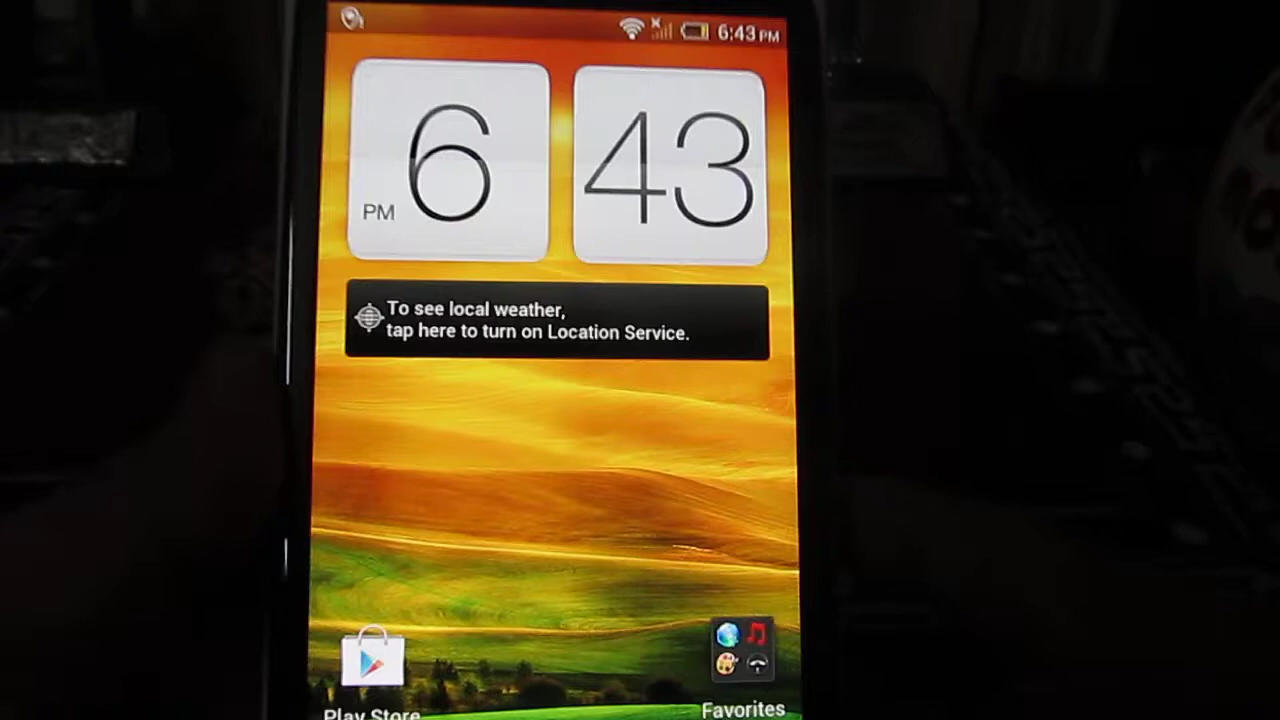 6:43 PM
PM 6 43
To see local weather,
tap here to turn on Location Service.
Play Store
Favorites